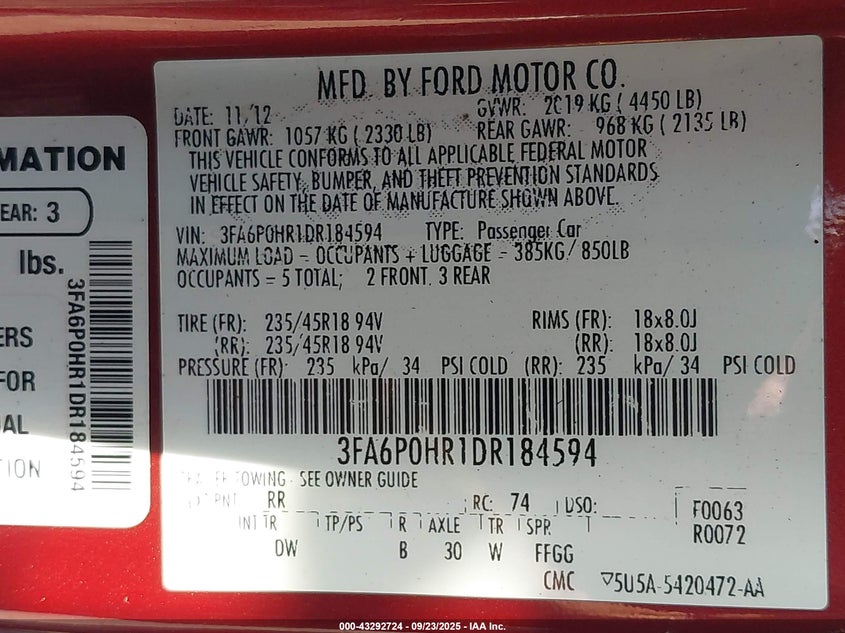 MATION
EAR: 3
lbs.
ERS
FOR
AL
TION
3FA6P0HR1DR184594
MFD. BY FORD MOTOR CO.
DATE: 11/12 GVWR: 2019 KG ( 4450 LB)
FRONT GAWR: 1057 KG ( 2330 LB) REAR GAWR: 968 KG ( 2135 LB)
THIS VEHICLE CONFORMS TO ALL APPLICABLE FEDERAL MOTOR
VEHICLE SAFETY, BUMPER, AND THEFT PREVENTION STANDARDS
IN EFFECT ON THE DATE OF MANUFACTURE SHOWN ABOVE.
VIN: 3FA6P0HR1DR184594 TYPE: Passenger Car
MAXIMUM LOAD = OCCUPANTS + LUGGAGE = 385KG/ 850LB
OCCUPANTS = 5 TOTAL; 2 FRONT, 3 REAR
TIRE (FR): 235/45R18 94V RIMS (FR): 18x8.0J
(RR): 235/45R18 94V (RR): 18x8.0J
PRESSURE (FR): 235 kPa/ 34 PSI COLD (RR): 235 kPa/ 34 PSI COLD
3FA6P0HR1DR184594
TOWING - SEE OWNER GUIDE
PNT: RR RC: 74 DSO: F0063
INT TR TP/PS R AXLE TR SPR R0072
DW B 30 W FFGG
CMC ▽5U5A-5420472-AA
000-43292724 - 09/23/2025 - IAA Inc.